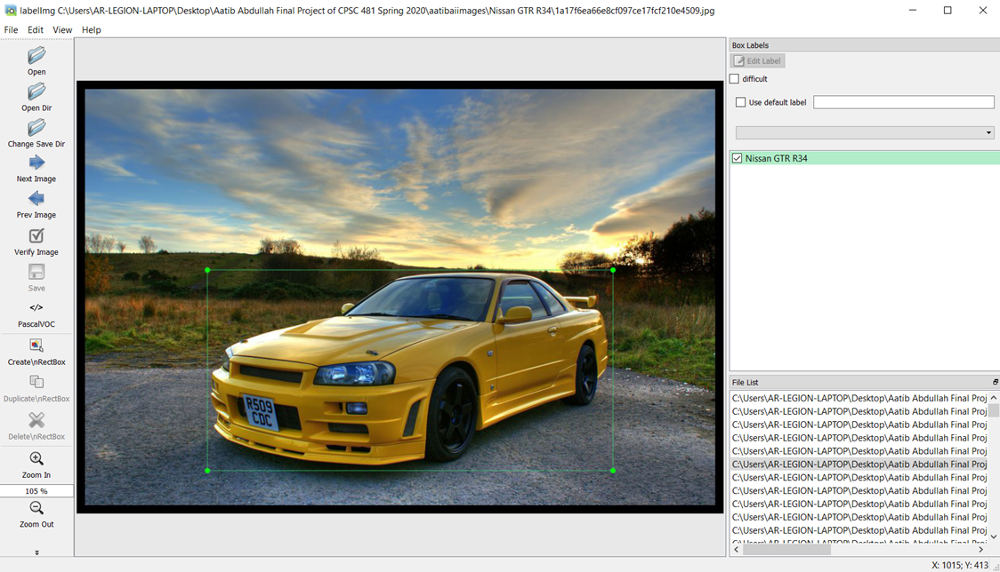 labelImg C:\Users\AR-LEGION-LAPTOP\Desktop\Aatib Abdullah Final Project of CPSC 481 Spring 2020\aatibaiimages\Nissan GTR R34\1a17f6ea66e8cf097ce17fcf210e4509.jpg
File Edit View Help
Open
Open Dir
Change Save Dir
Next Image
Prev Image
Verify Image
Save
</>
PascalVOC
Create\nRectBox
Duplicate\nRectBox
Delete\nRectBox
Zoom In
105 %
Zoom Out
R509
CDC
Box Labels
Edit Label
difficult
Use default label
Nissan GTR R34
File List
C:\Users\AR-LEGION-LAPTOP\Desktop\Aatib Abdullah Final Proj
C:\Users\AR-LEGION-LAPTOP\Desktop\Aatib Abdullah Final Proj
C:\Users\AR-LEGION-LAPTOP\Desktop\Aatib Abdullah Final Proj
C:\Users\AR-LEGION-LAPTOP\Desktop\Aatib Abdullah Final Proj
C:\Users\AR-LEGION-LAPTOP\Desktop\Aatib Abdullah Final Proj
C:\Users\AR-LEGION-LAPTOP\Desktop\Aatib Abdullah Final Proj
C:\Users\AR-LEGION-LAPTOP\Desktop\Aatib Abdullah Final Proj
C:\Users\AR-LEGION-LAPTOP\Desktop\Aatib Abdullah Final Proj
C:\Users\AR-LEGION-LAPTOP\Desktop\Aatib Abdullah Final Proj
C:\Users\AR-LEGION-LAPTOP\Desktop\Aatib Abdullah Final Proj
C:\Users\AR-LEGION-LAPTOP\Desktop\Aatib Abdullah Final Proj
X: 1015; Y: 413